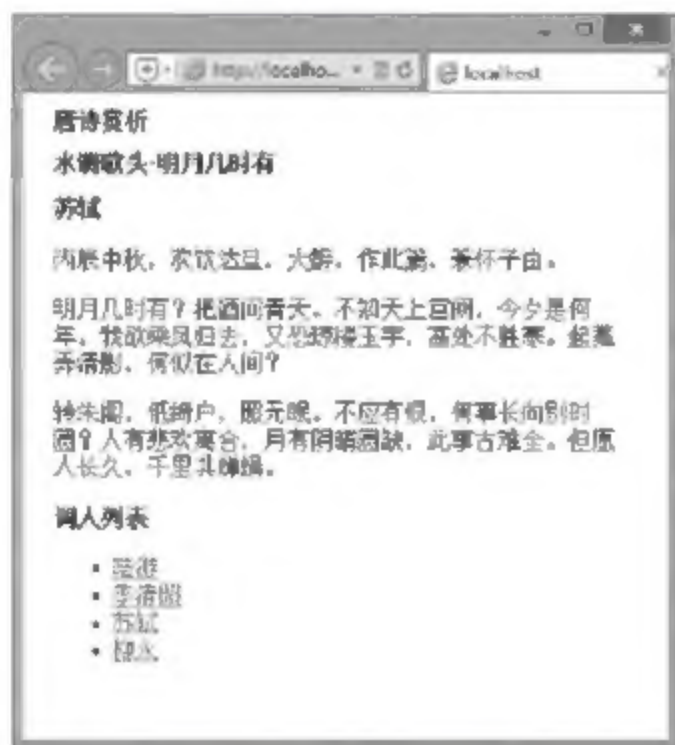 http://localho...
localhost
唐诗赏析
水调歌头·明月几时有
苏轼
丙辰中秋，欢饮达旦，大醉，作此篇，兼怀子由。
明月几时有？把酒问青天。不知天上宫阙，今夕是何
年。我欲乘风归去，又恐琼楼玉宇，高处不胜寒。起舞
弄清影，何似在人间？
转朱阁，低绮户，照无眠。不应有恨，何事长向别时
圆？人有悲欢离合，月有阴晴圆缺，此事古难全。但愿
人长久，千里共婵娟。
词人列表
• 陆游
• 李清照
• 苏轼
• 柳永